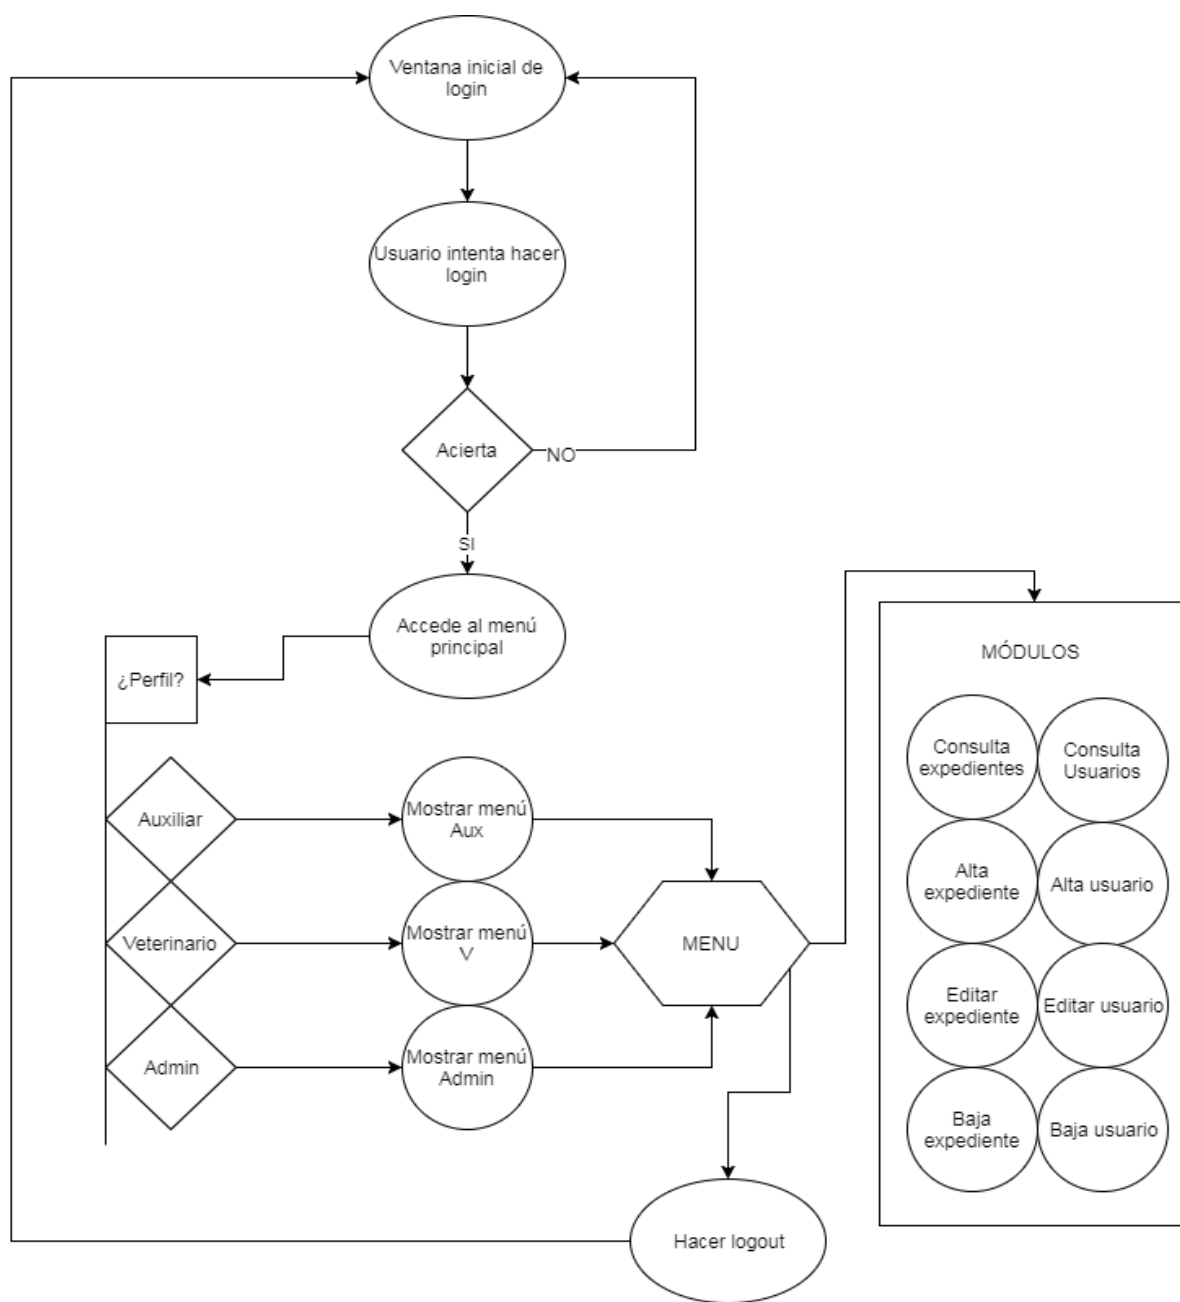 Ventana inicial de
login
Usuario intenta hacer
login
Acierta
NO
SI
Accede al menú
principal
¿Perfil?
Auxiliar
Mostrar menú
Aux
Veterinario
Mostrar menú
V
Admin
Mostrar menú
Admin
MENU
Hacer logout
MÓDULOS
Consulta
expedientes
Consulta
Usuarios
Alta
expediente
Alta usuario
Editar
expediente
Editar usuario
Baja
expediente
Baja usuario